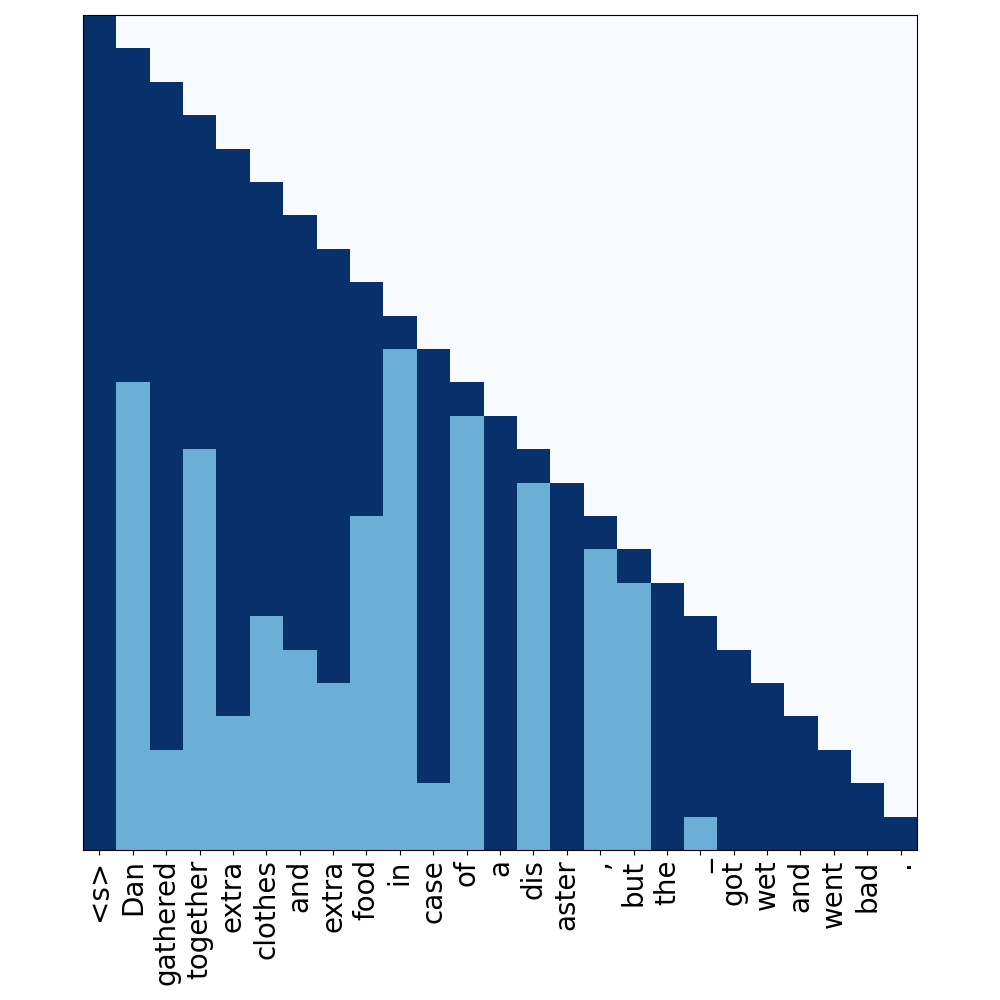 <s> Dan gathered together extra clothes and extra food in case of a dis aster , but the _ got wet and went bad .